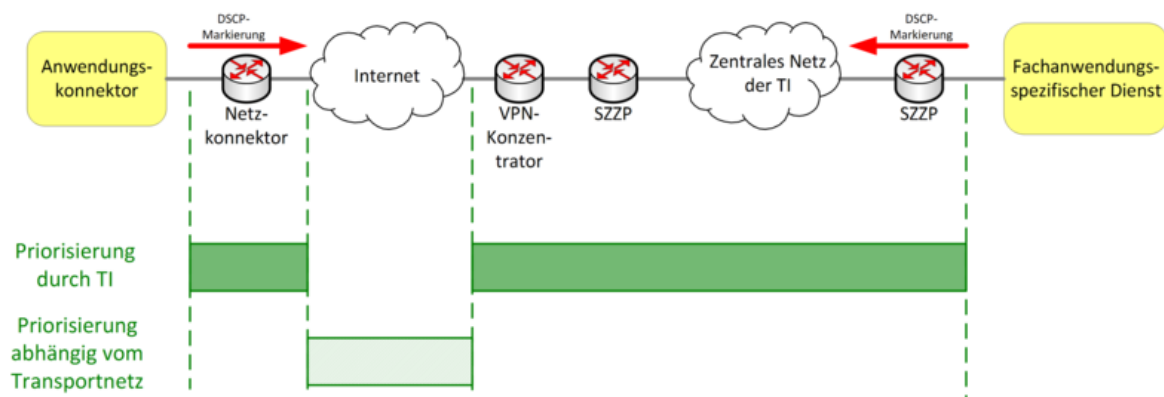 DSCP-
Markierung
DSCP-
Markierung
Anwendungs-
konnektor
Internet
Zentrales Netz
der TI
Fachanwendungs-
spezifischer Dienst
Netz-
konnektor
VPN-
Konzen-
trator
SZZP
SZZP
Priorisierung
durch TI
Priorisierung
abhängig vom
Transportnetz